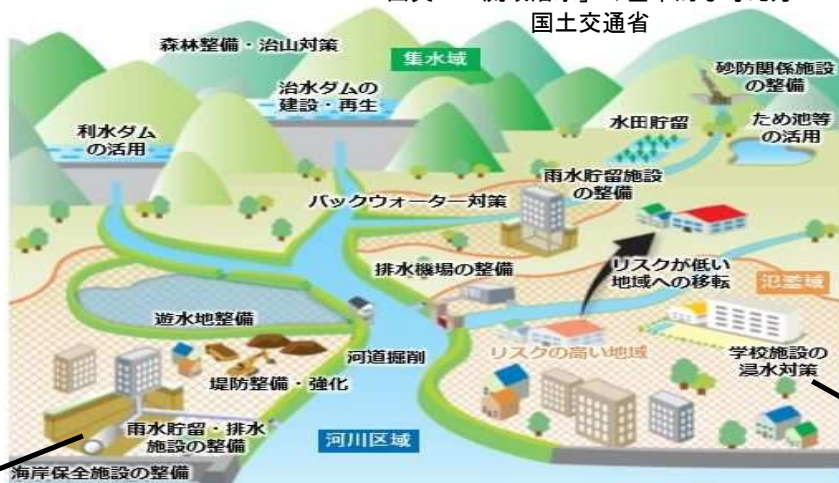 国土交通省
森林整備・治山対策
集水域
砂防関係施設
の整備
治水ダムの
建設・再生
利水ダム
の活用
水田貯留
ため池等
の活用
雨水貯留施設
の整備
バックウォーター対策
排水機場の整備
リスクが低い
地域への移転
氾濫域
遊水地整備
河道掘削
リスクの高い地域
学校施設の
浸水対策
堤防整備・強化
雨水貯留・排水
施設の整備
河川区域
海岸保全施設の整備